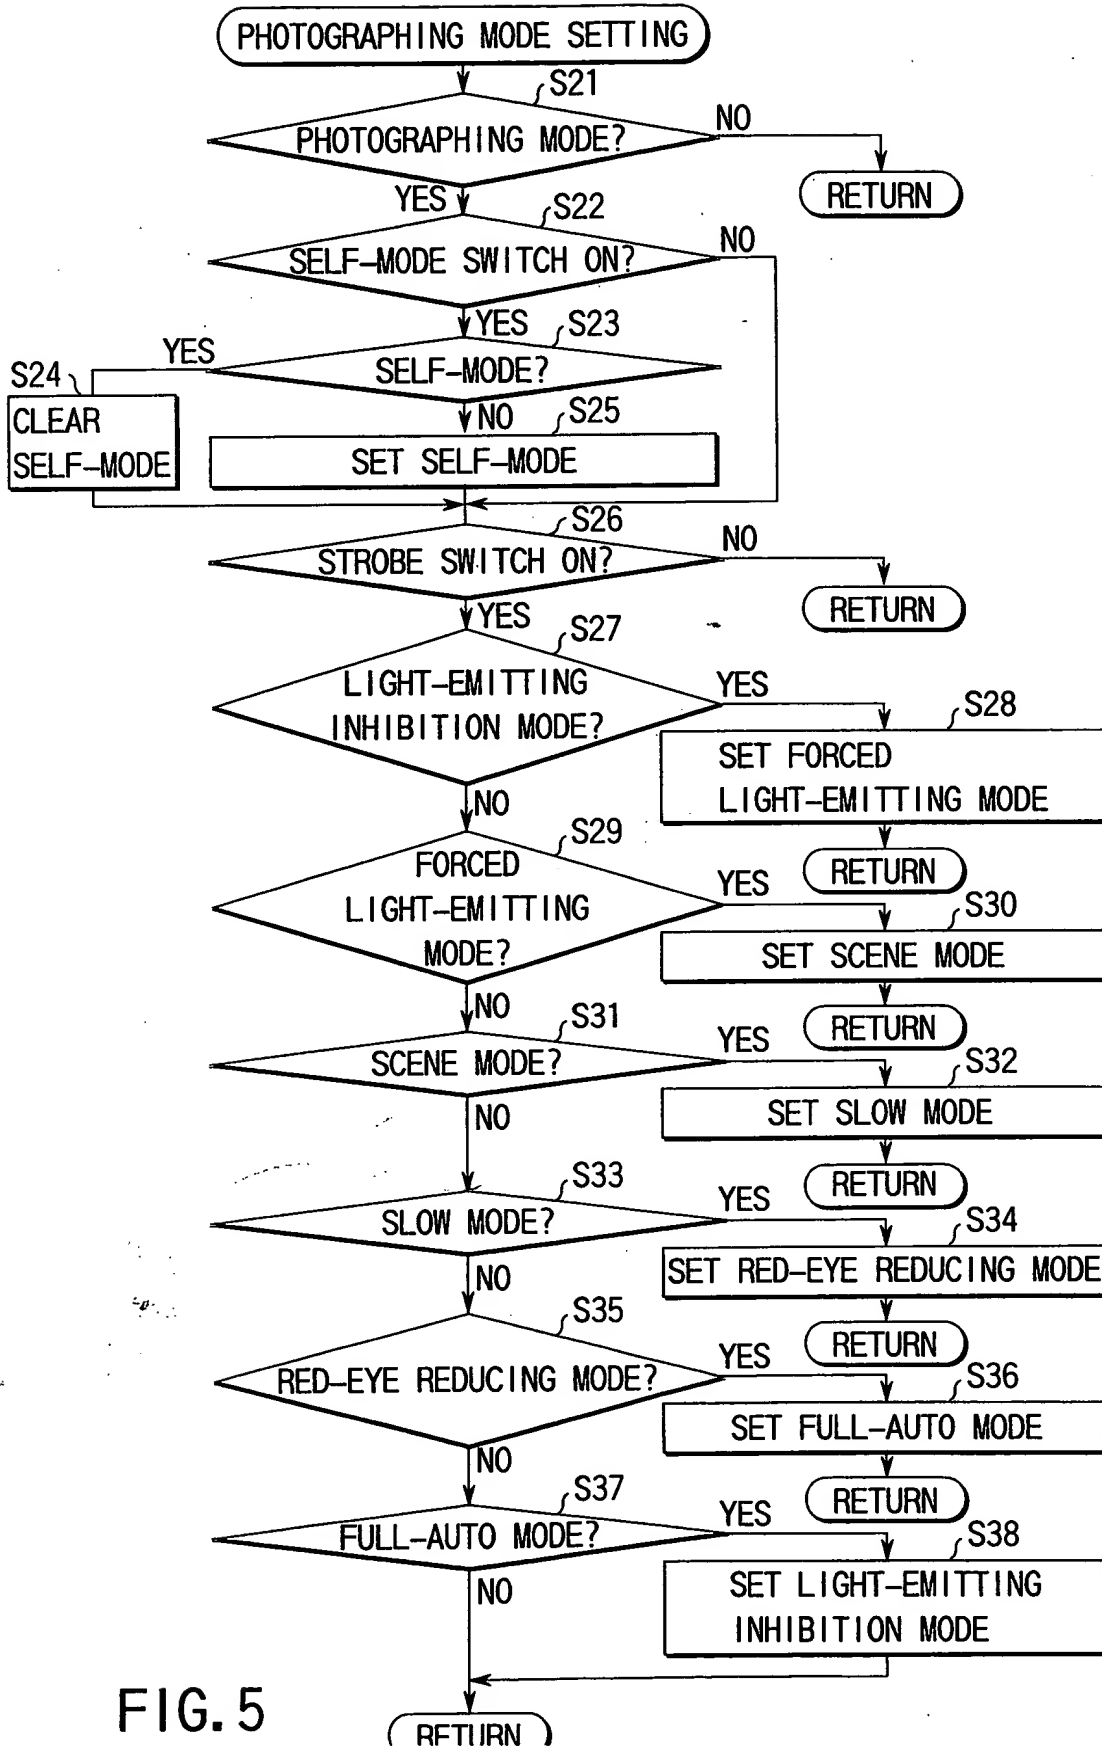 PHOTOGRAPHING MODE SETTING
S21
PHOTOGRAPHING MODE?
NO
RETURN
YES
S22
SELF-MODE SWITCH ON?
NO
YES
S23
SELF-MODE?
YES
S24
CLEAR
SELF-MODE
NO
S25
SET SELF-MODE
S26
STROBE SWITCH ON?
NO
RETURN
YES
S27
LIGHT-EMITTING
INHIBITION MODE?
YES
S28
SET FORCED
LIGHT-EMITTING MODE
RETURN
NO
S29
FORCED
LIGHT-EMITTING
MODE?
YES
S30
SET SCENE MODE
RETURN
NO
S31
SCENE MODE?
YES
S32
SET SLOW MODE
RETURN
NO
S33
SLOW MODE?
YES
S34
SET RED-EYE REDUCING MODE
RETURN
NO
S35
RED-EYE REDUCING MODE?
YES
S36
SET FULL-AUTO MODE
RETURN
NO
S37
FULL-AUTO MODE?
YES
S38
SET LIGHT-EMITTING
INHIBITION MODE
NO
RETURN
FIG. 5